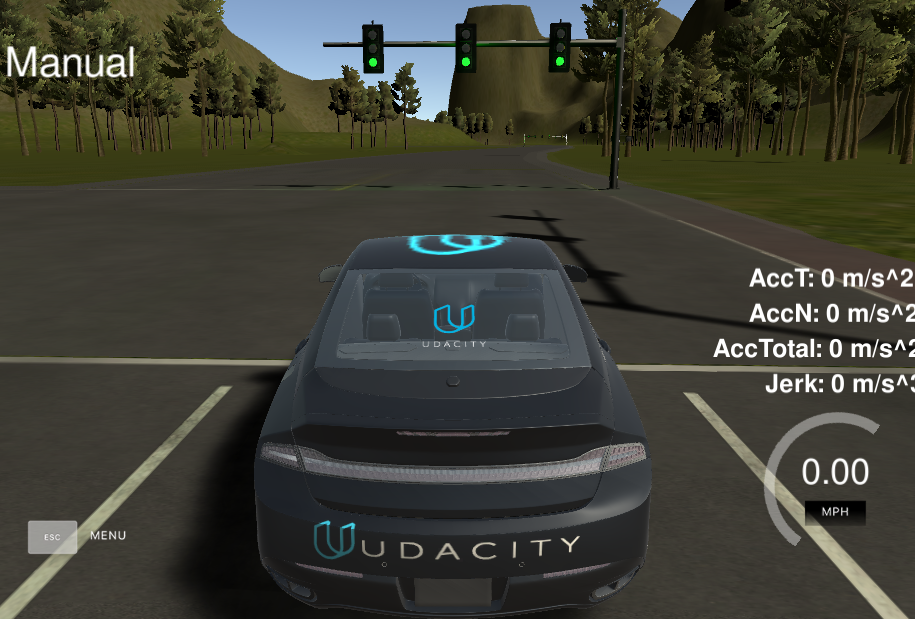 Manual
AccT: 0 m/s^2
AccN: 0 m/s^2
AccTotal: 0 m/s^2
Jerk: 0 m/s^3
UDACITY
0.00
MPH
ESC MENU
UDACITY